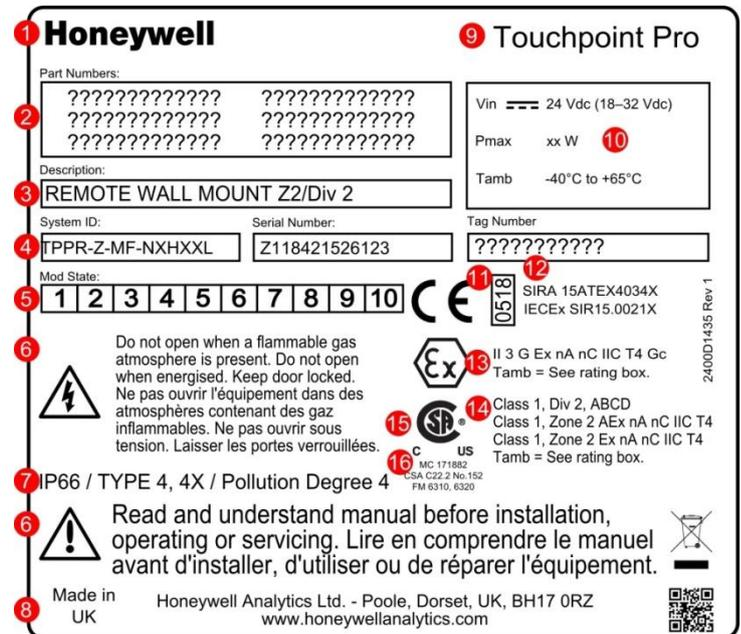 1 Honeywell
9 Touchpoint Pro
Part Numbers:
2
????????????? ?????????????
????????????? ?????????????
????????????? ?????????????
Vin 24 Vdc (18–32 Vdc)
Pmax xx W 10
Tamb -40°C to +65°C
Description:
3 REMOTE WALL MOUNT Z2/Div 2
System ID: Serial Number: Tag Number
4 TPPR-Z-MF-NXHXXL Z118421526123 ???????????
Mod State:
5 1 2 3 4 5 6 7 8 9 10
CE
11 0518
12
SIRA 15ATEX4034X
IECEx SIR15.0021X
2400D1435 Rev 1
6
Do not open when a flammable gas
atmosphere is present. Do not open
when energised. Keep door locked.
Ne pas ouvrir l'équipement dans des
atmosphères contenant des gaz
inflammables. Ne pas ouvrir sous
tension. Laisser les portes verrouillées.
Ex
13 II 3 G Ex nA nC IIC T4 Gc
Tamb = See rating box.
14 Class 1, Div 2, ABCD
Class 1, Zone 2 AEx nA nC IIC T4
Class 1, Zone 2 Ex nA nC IIC T4
Tamb = See rating box.
15 SA ®
C US
16 MC 171882
CSA C22.2 No.152
FM 6310, 6320
7 IP66 / TYPE 4, 4X / Pollution Degree 4
6
Read and understand manual before installation,
operating or servicing. Lire en comprendre le manuel
avant d'installer, d'utiliser ou de réparer l'équipement.
8 Made in
UK
Honeywell Analytics Ltd. - Poole, Dorset, UK, BH17 0RZ
www.honeywellanalytics.com